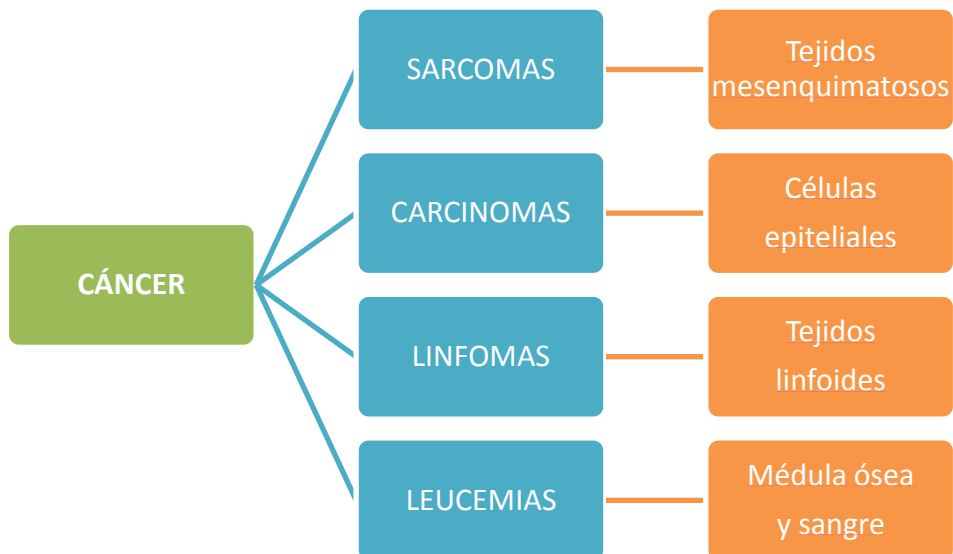 CÁNCER
SARCOMAS
Tejidos
mesenquimatosos
CARCINOMAS
Células
epiteliales
LINFOMAS
Tejidos
linfoides
LEUCEMIAS
Médula ósea
y sangre